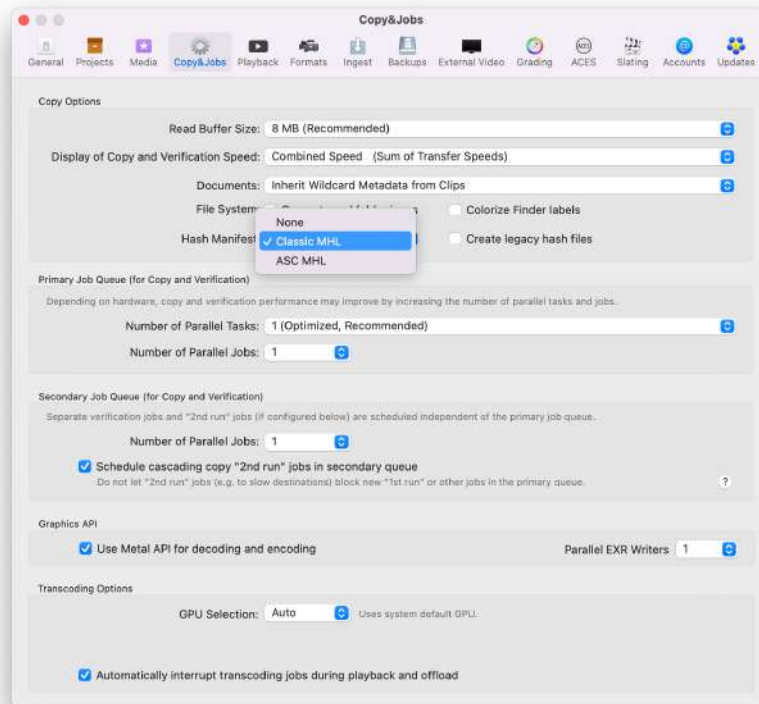 Copy&Jobs
General Projects Media Copy&Jobs Playback Formats Ingest Backups External Video Grading ACES Slating Accounts Updates
Copy Options
Read Buffer Size: 8 MB (Recommended)
Display of Copy and Verification Speed: Combined Speed (Sum of Transfer Speeds)
Documents: Inherit Wildcard Metadata from Clips
File System: Colorize Finder labels
None
Hash Manifest ✓ Classic MHL Create legacy hash files
ASC MHL
Primary Job Queue (for Copy and Verification)
Depending on hardware, copy and verification performance may improve by increasing the number of parallel tasks and jobs.
Number of Parallel Tasks: 1 (Optimized, Recommended)
Number of Parallel Jobs: 1
Secondary Job Queue (for Copy and Verification)
Separate verification jobs and "2nd run" jobs (if configured below) are scheduled independent of the primary job queue.
Number of Parallel Jobs: 1
Schedule cascading copy "2nd run" jobs in secondary queue
Do not let "2nd run" jobs (e.g. to slow destinations) block new "1st run" or other jobs in the primary queue. ?
Graphics API
Use Metal API for decoding and encoding Parallel EXR Writers 1
Transcoding Options
GPU Selection: Auto Uses system default GPU.
Automatically interrupt transcoding jobs during playback and offload